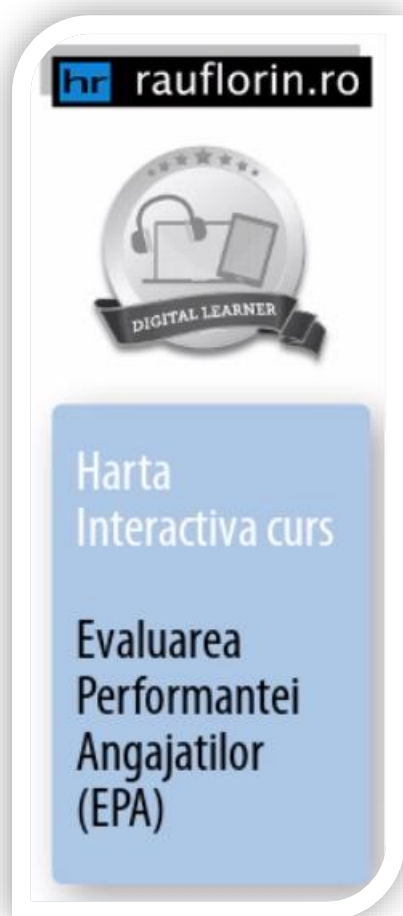 hr rauflorin.ro
DIGITAL LEARNER
Harta
Interactiva curs
Evaluarea
Performantei
Angajatilor
(EPA)